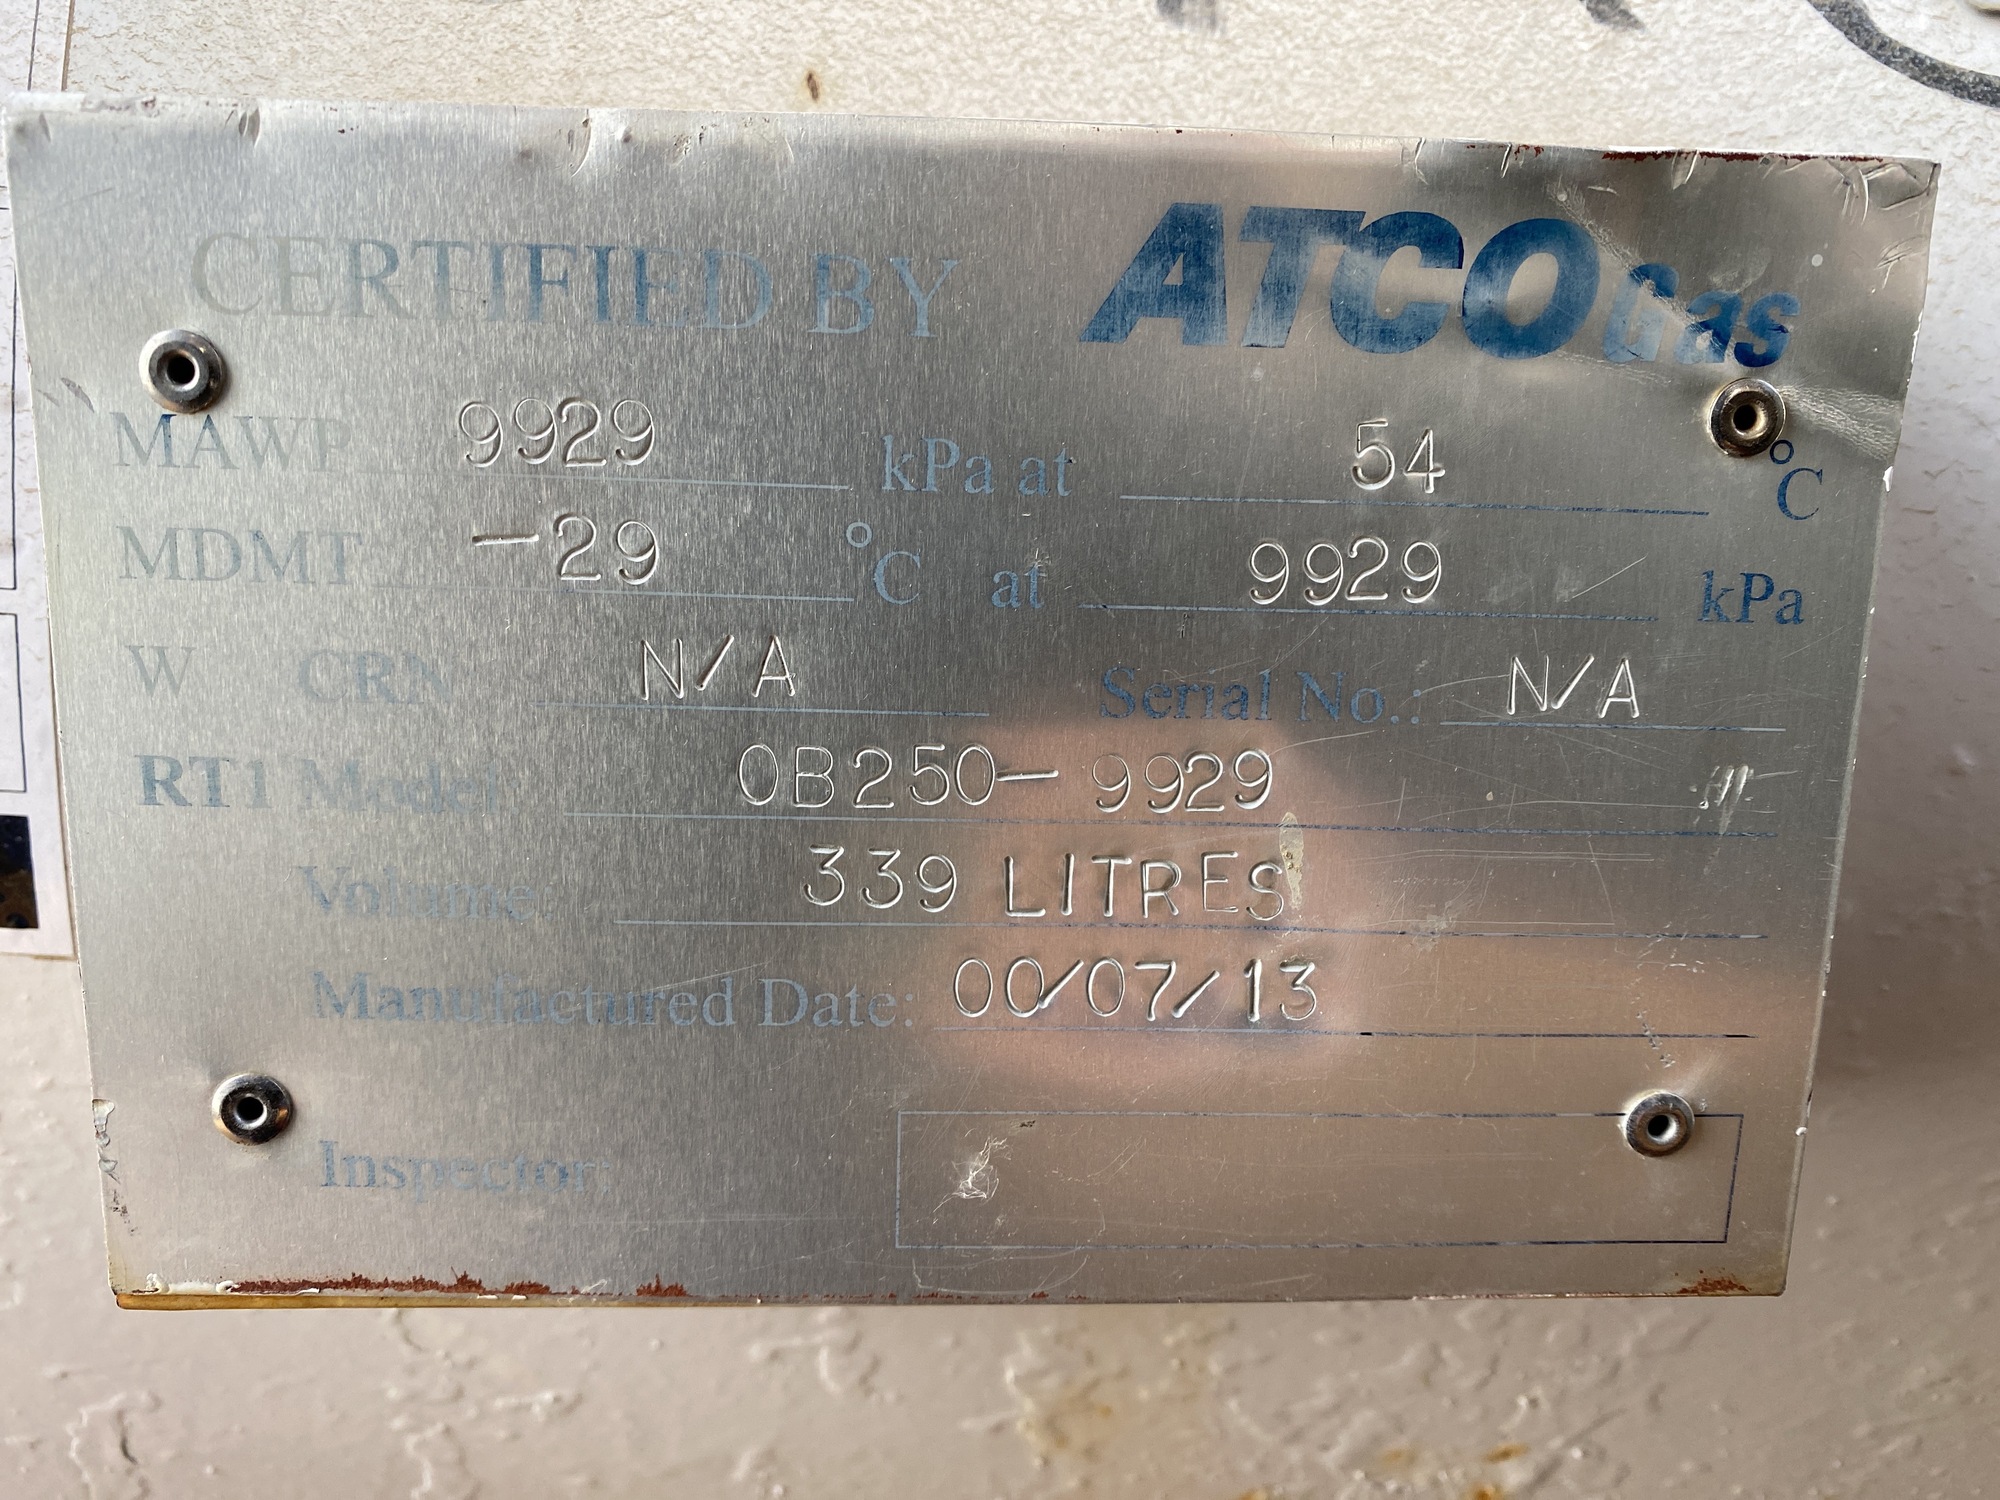 CERTIFIED BY ATCO Gas
MAWP 9929 kPa at 54 °C
MDMT -29 °C at 9929 kPa
W CRN N/A Serial No.: N/A
RT1 Model OB250-9929
Volume: 339 LITRES
Manufactured Date: 00/07/13
Inspector: